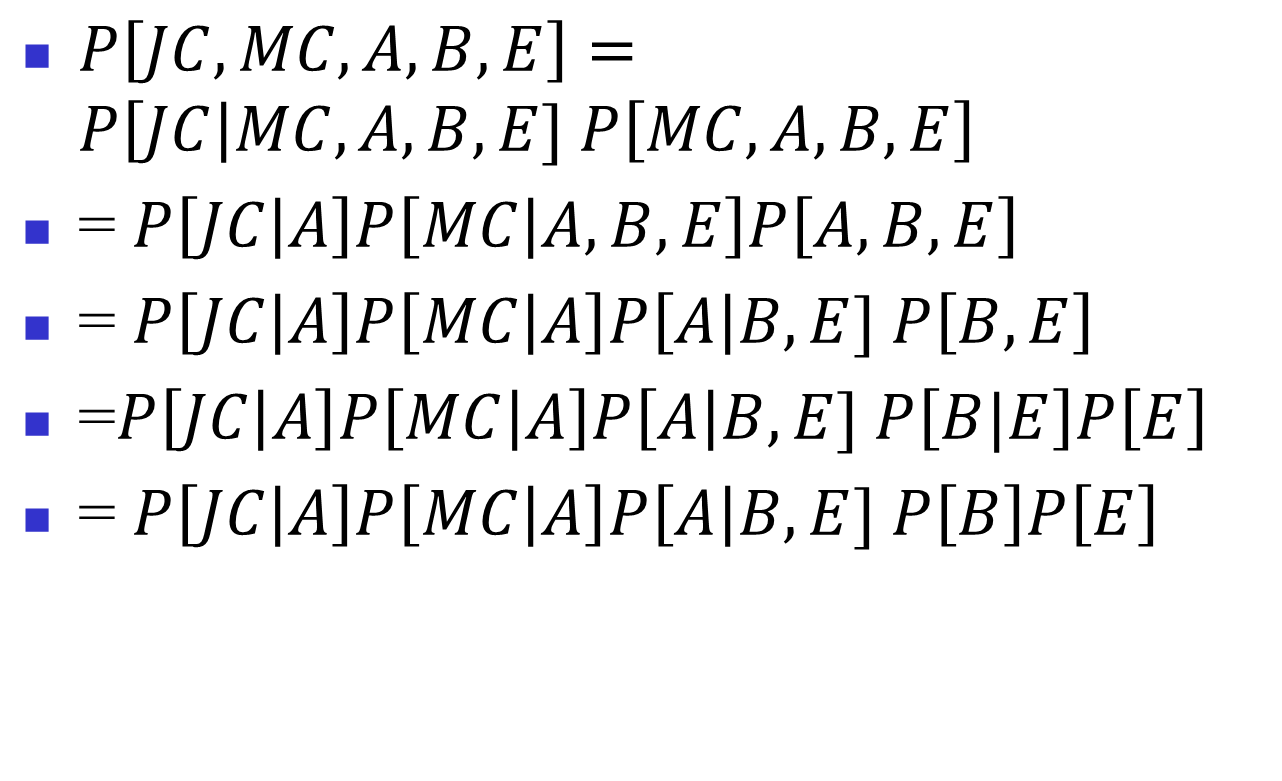 ▪ P[JC, MC, A, B, E] =
P[JC|MC, A, B, E] P[MC, A, B, E]
▪ = P[JC|A]P[MC|A, B, E]P[A, B, E]
▪ = P[JC|A]P[MC|A]P[A|B, E] P[B, E]
▪ =P[JC|A]P[MC|A]P[A|B, E] P[B|E]P[E]
▪ = P[JC|A]P[MC|A]P[A|B, E] P[B]P[E]